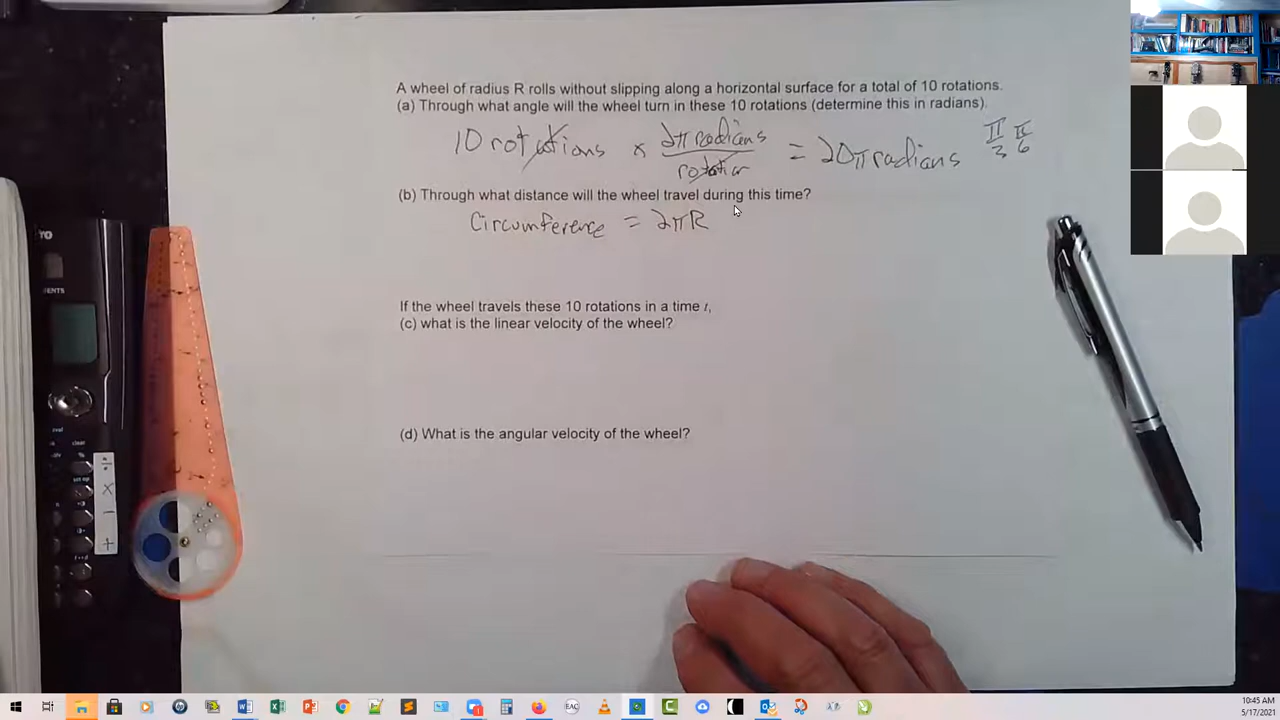 A wheel of radius R rolls without slipping along a horizontal surface for a total of 10 rotations.
(a) Through what angle will the wheel turn in these 10 rotations (determine this in radians).
10 rotations × 2π radians / rotation = 20π radians π/3 π/6
(b) Through what distance will the wheel travel during this time?
Circumference = 2πR
If the wheel travels these 10 rotations in a time t,
(c) what is the linear velocity of the wheel?
(d) What is the angular velocity of the wheel?
10:45 AM
5/17/2021